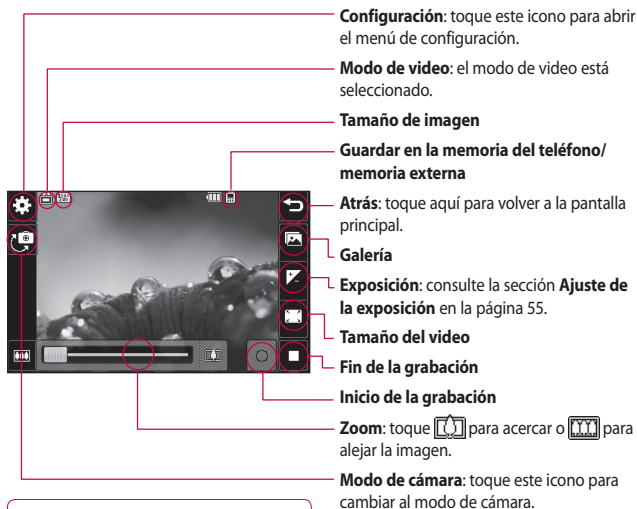 Configuración: toque este icono para abrir
el menú de configuración.
Modo de video: el modo de video está
seleccionado.
Tamaño de imagen
Guardar en la memoria del teléfono/
memoria externa
Atrás: toque aquí para volver a la pantalla
principal.
Galería
Exposición: consulte la sección Ajuste de
la exposición en la página 55.
Tamaño del video
Fin de la grabación
Inicio de la grabación
Zoom: toque para acercar o para
alejar la imagen.
Modo de cámara: toque este icono para
cambiar al modo de cámara.